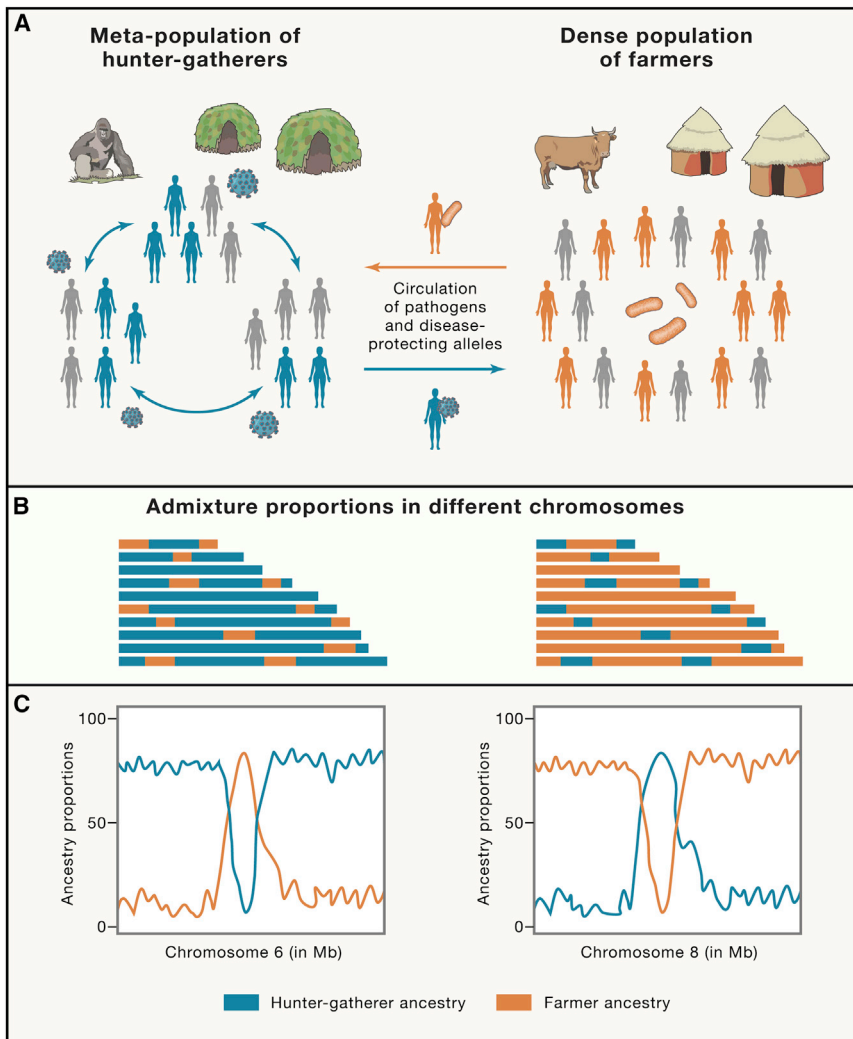 A
Meta-population of
hunter-gatherers
Dense population
of farmers
Circulation
of pathogens
and disease-
protecting alleles
B
Admixture proportions in different chromosomes
C
100
50
0
Ancestry proportions
Chromosome 6 (in Mb)
100
50
0
Ancestry proportions
Chromosome 8 (in Mb)
Hunter-gatherer ancestry
Farmer ancestry